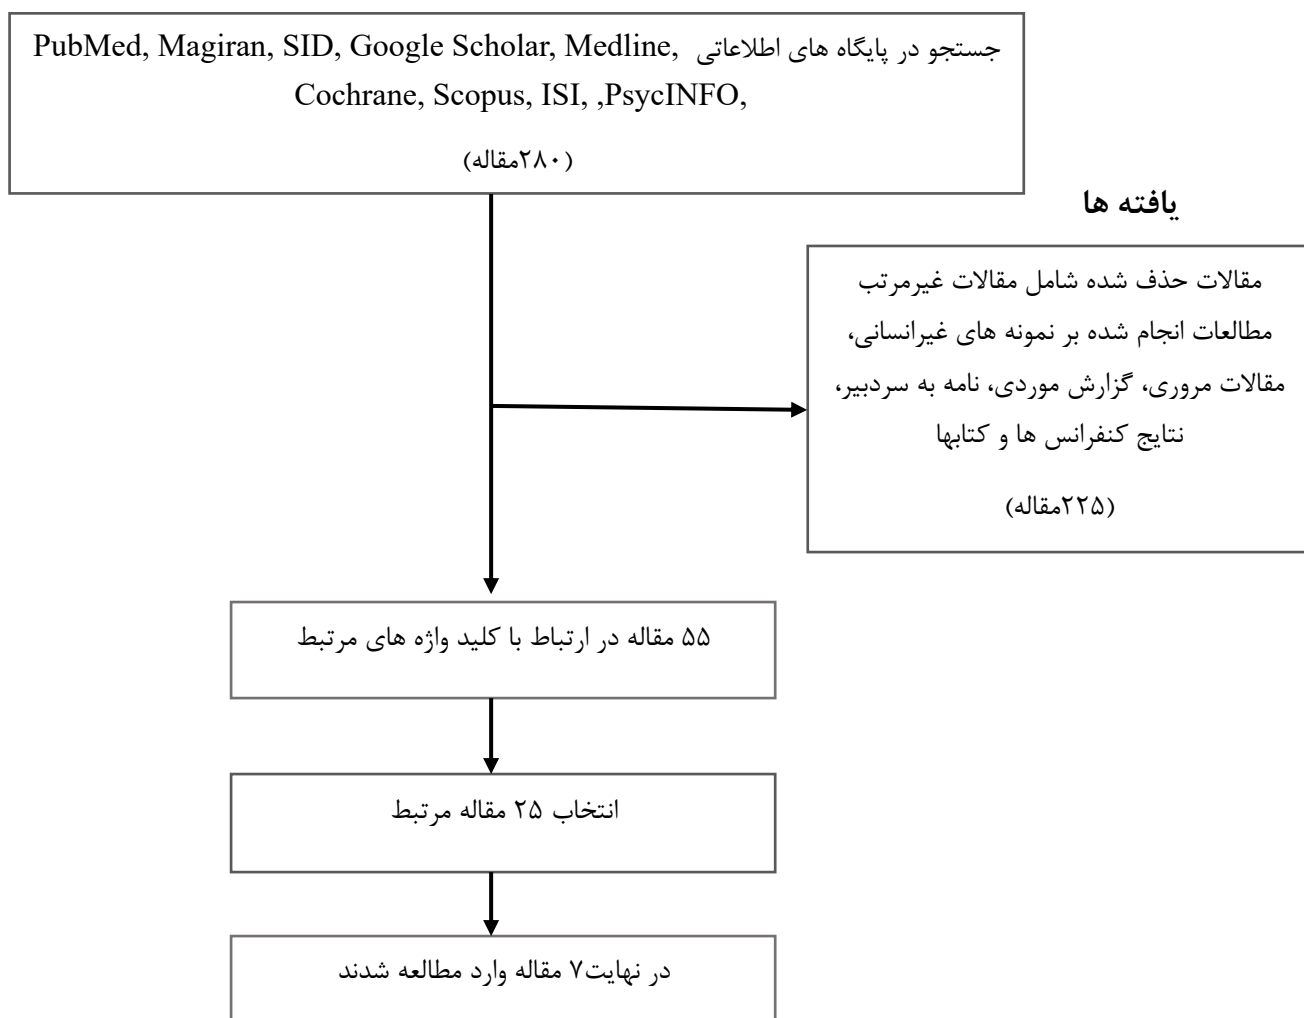 جستجو در پایگاه های اطلاعاتی PubMed, Magiran, SID, Google Scholar, Medline,
Cochrane, Scopus, ISI, ,PsycINFO,
(۲۸۰مقاله)
یافته ها
مقالات حذف شده شامل مقالات غیرمرتب
مطالعات انجام شده بر نمونه های غیرانسانی،
مقالات مروری، گزارش موردی، نامه به سردبیر،
نتایج کنفرانس ها و کتابها
(۲۲۵مقاله)
۵۵ مقاله در ارتباط با کلید واژه های مرتبط
انتخاب ۲۵ مقاله مرتبط
در نهایت۷ مقاله وارد مطالعه شدند